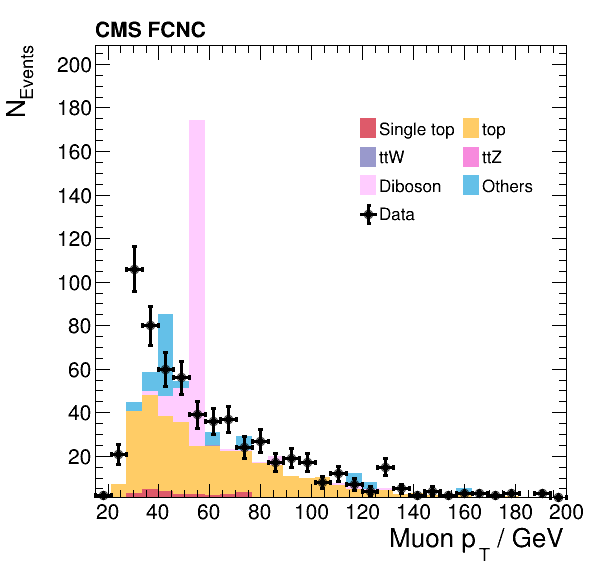 CMS FCNC
N_Events
200
180
160
140
120
100
80
60
40
20
Single top
top
ttW
ttZ
Diboson
Others
Data
20 40 60 80 100 120 140 160 180 200
Muon p_T / GeV